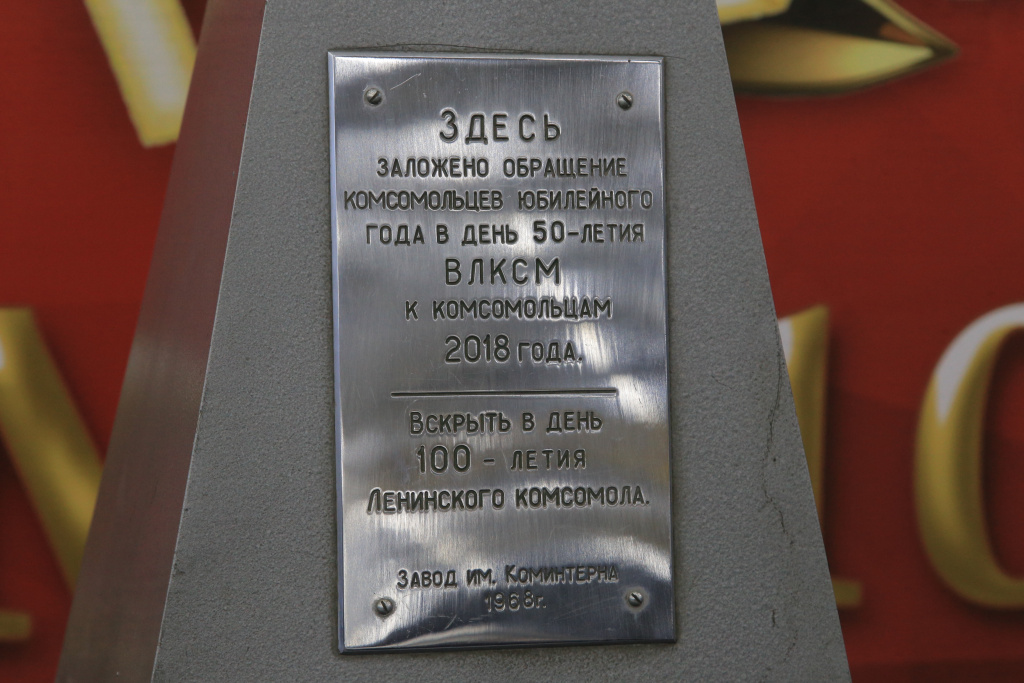 Здесь
заложено обращение
комсомольцев юбилейного
года в день 50-летия
ВЛКСМ
к комсомольцам
2018 года.
Вскрыть в день
100 - летия
Ленинского комсомола.
Завод им. Коминтерна
1968г.